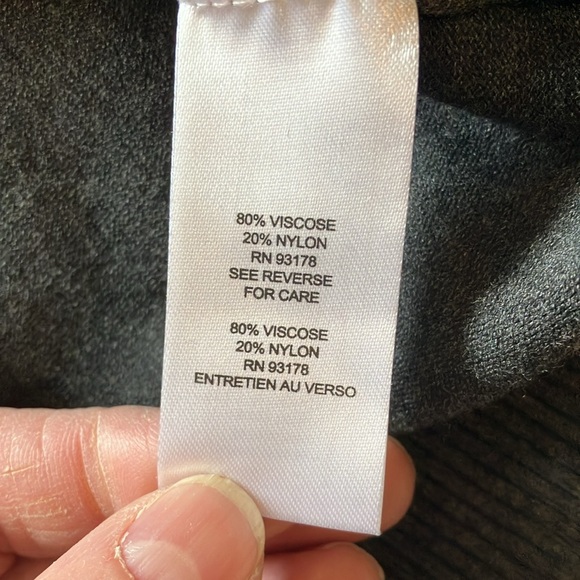 80% VISCOSE
20% NYLON
RN 93178
SEE REVERSE
FOR CARE
80% VISCOSE
20% NYLON
RN 93178
ENTRETIEN AU VERSO